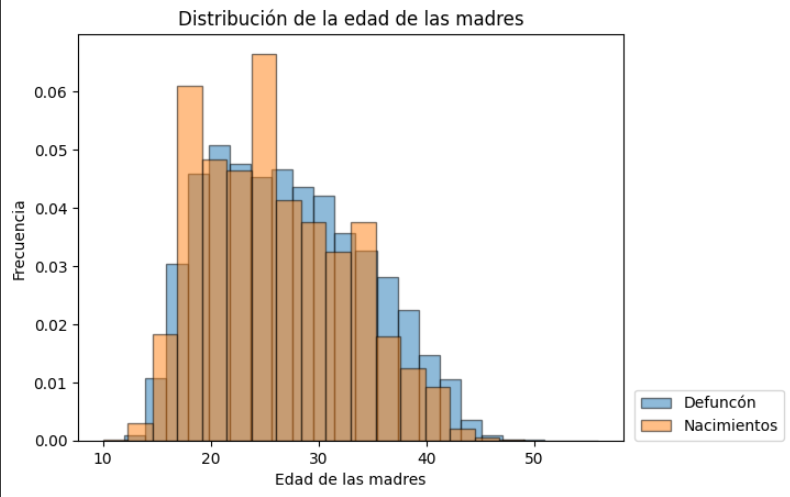 Distribución de la edad de las madres
Frecuencia
0.06
0.05
0.04
0.03
0.02
0.01
0.00
10 20 30 40 50
Edad de las madres
Defuncón
Nacimientos